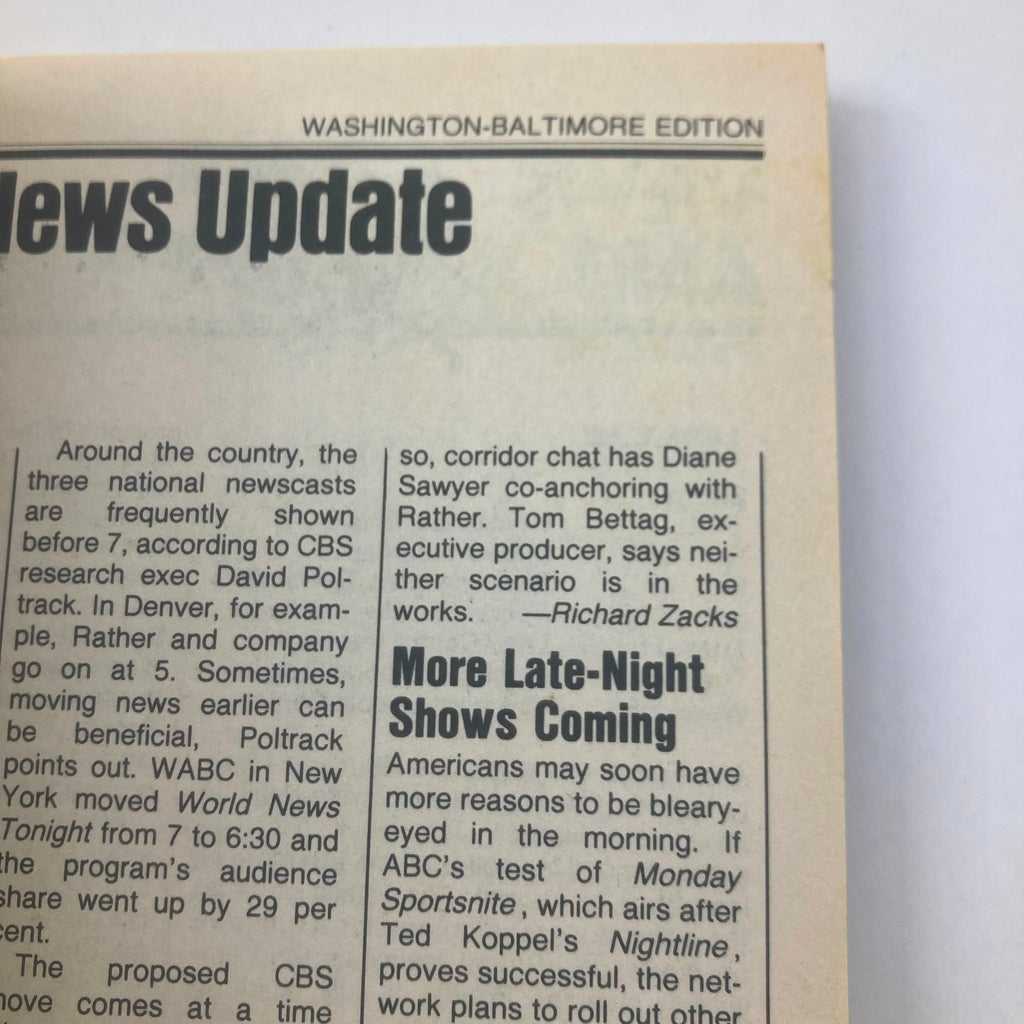 WASHINGTON-BALTIMORE EDITION
Update
Around the country, the
three national newscasts
are frequently shown
before 7, according to CBS
research exec David Pol-
track. In Denver, for exam-
ple, Rather and company
go on at 5. Sometimes,
moving news earlier can
be beneficial, Poltrack
points out. WABC in New
York moved World News
Tonight from 7 to 6:30 and
the program's audience
share went up by 29 per
cent.
The proposed CBS
move comes at a time
so, corridor chat has Diane
Sawyer co-anchoring with
Rather. Tom Bettag, ex-
ecutive producer, says nei-
ther scenario is in the
works. —Richard Zacks
More Late-Night
Shows Coming
Americans may soon have
more reasons to be bleary-
eyed in the morning. If
ABC's test of Monday
Sportsnite, which airs after
Ted Koppel's Nightline,
proves successful, the net-
work plans to roll out other